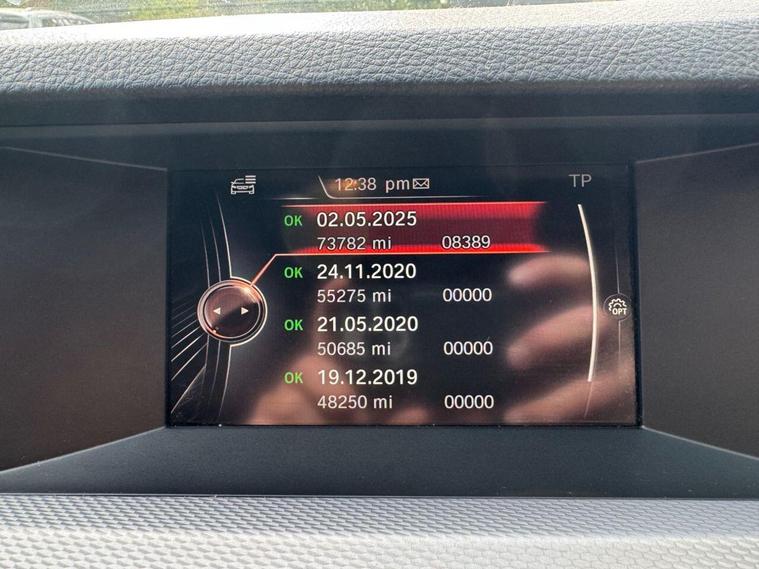 12:38 pm
TP
OK 02.05.2025
73782 mi 08389
OK 24.11.2020
55275 mi 00000
OK 21.05.2020
50685 mi 00000
OK 19.12.2019
48250 mi 00000
OPT